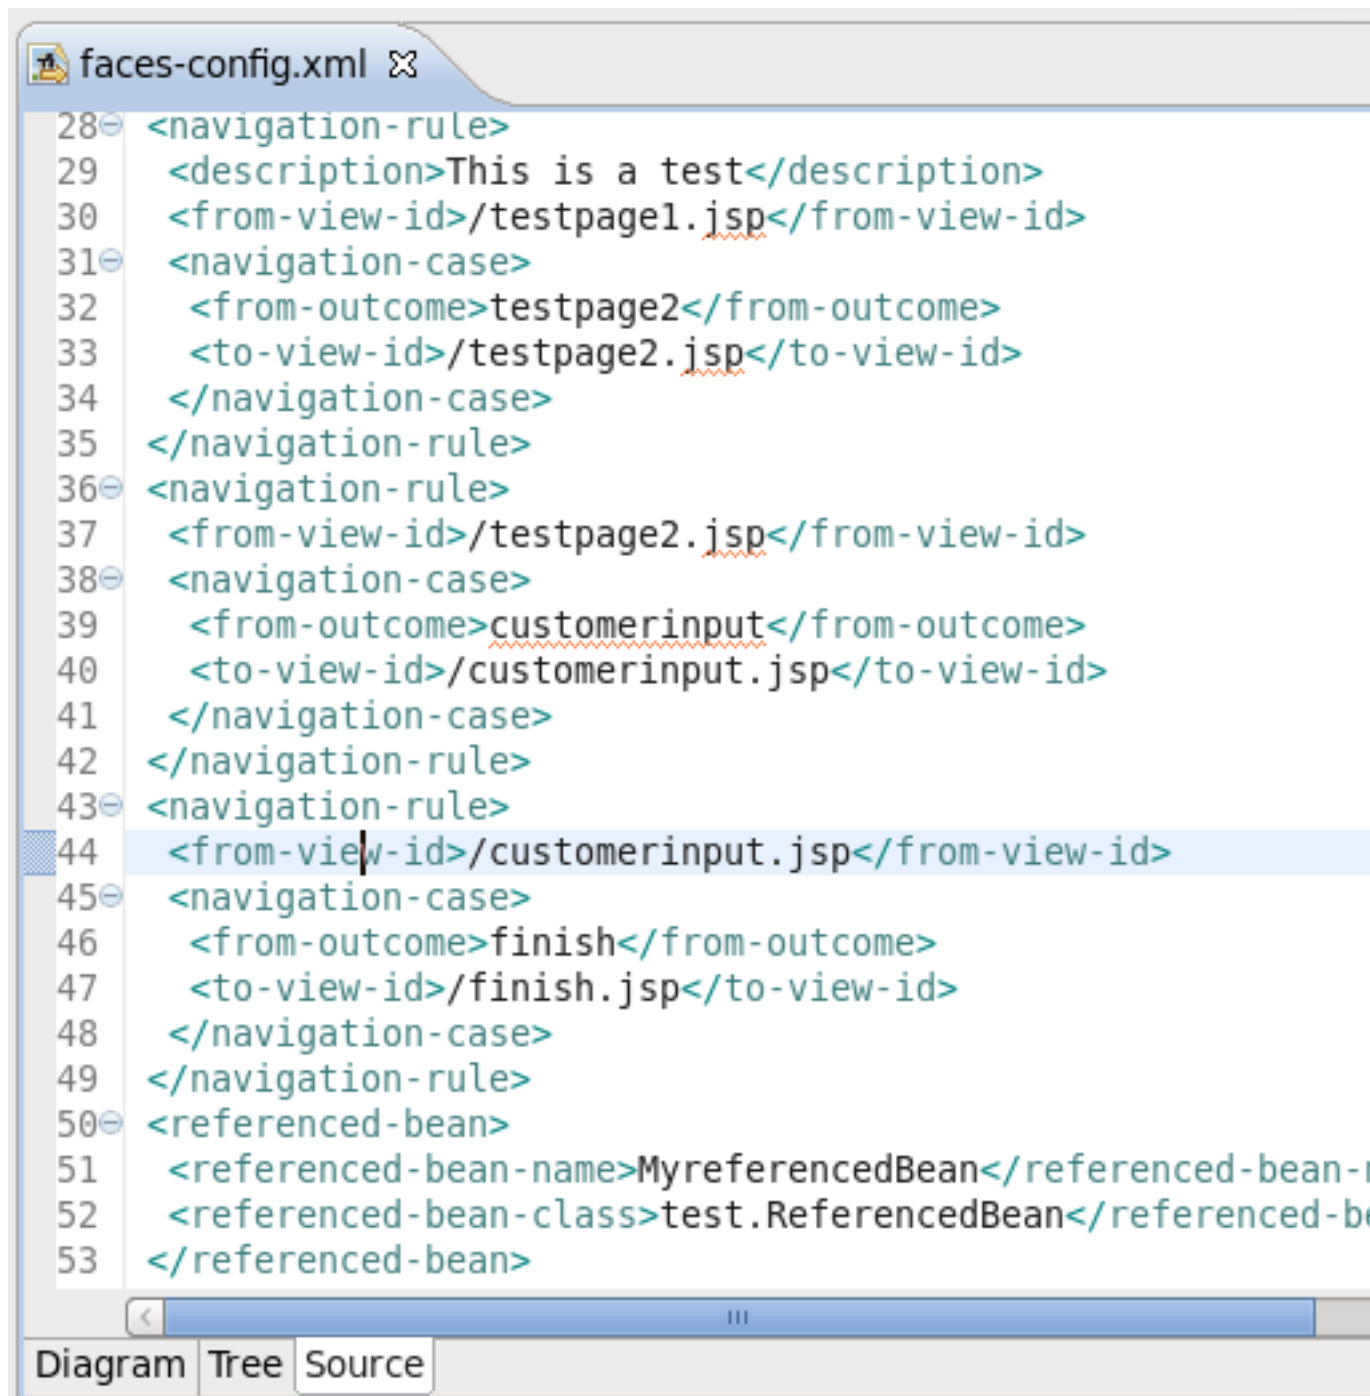 faces-config.xml
28 <navigation-rule>
29 <description>This is a test</description>
30 <from-view-id>/testpage1.jsp</from-view-id>
31 <navigation-case>
32 <from-outcome>testpage2</from-outcome>
33 <to-view-id>/testpage2.jsp</to-view-id>
34 </navigation-case>
35 </navigation-rule>
36 <navigation-rule>
37 <from-view-id>/testpage2.jsp</from-view-id>
38 <navigation-case>
39 <from-outcome>customerinput</from-outcome>
40 <to-view-id>/customerinput.jsp</to-view-id>
41 </navigation-case>
42 </navigation-rule>
43 <navigation-rule>
44 <from-view-id>/customerinput.jsp</from-view-id>
45 <navigation-case>
46 <from-outcome>finish</from-outcome>
47 <to-view-id>/finish.jsp</to-view-id>
48 </navigation-case>
49 </navigation-rule>
50 <referenced-bean>
51 <referenced-bean-name>MyreferencedBean</referenced-bean-
52 <referenced-bean-class>test.ReferencedBean</referenced-be
53 </referenced-bean>
Diagram Tree Source